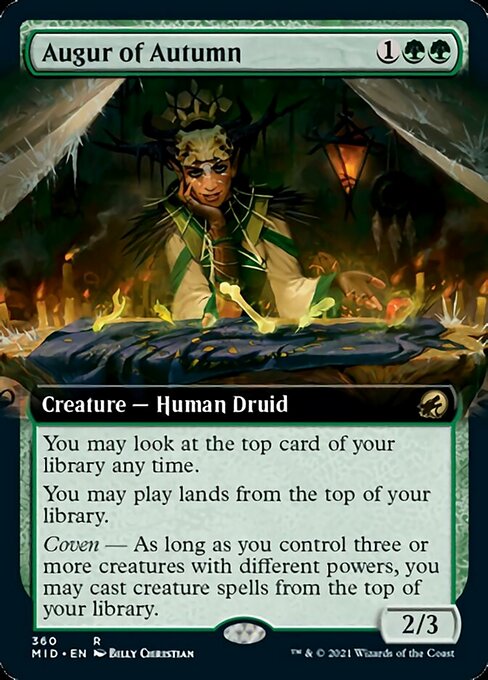 Augur of Autumn 1
Creature — Human Druid
You may look at the top card of your
library any time.
You may play lands from the top of your
library.
Coven — As long as you control three or
more creatures with different powers, you
may cast creature spells from the top of
your library.
2/3
360 R
MID • EN Billy Christian ™ & © 2021 Wizards of the Coast